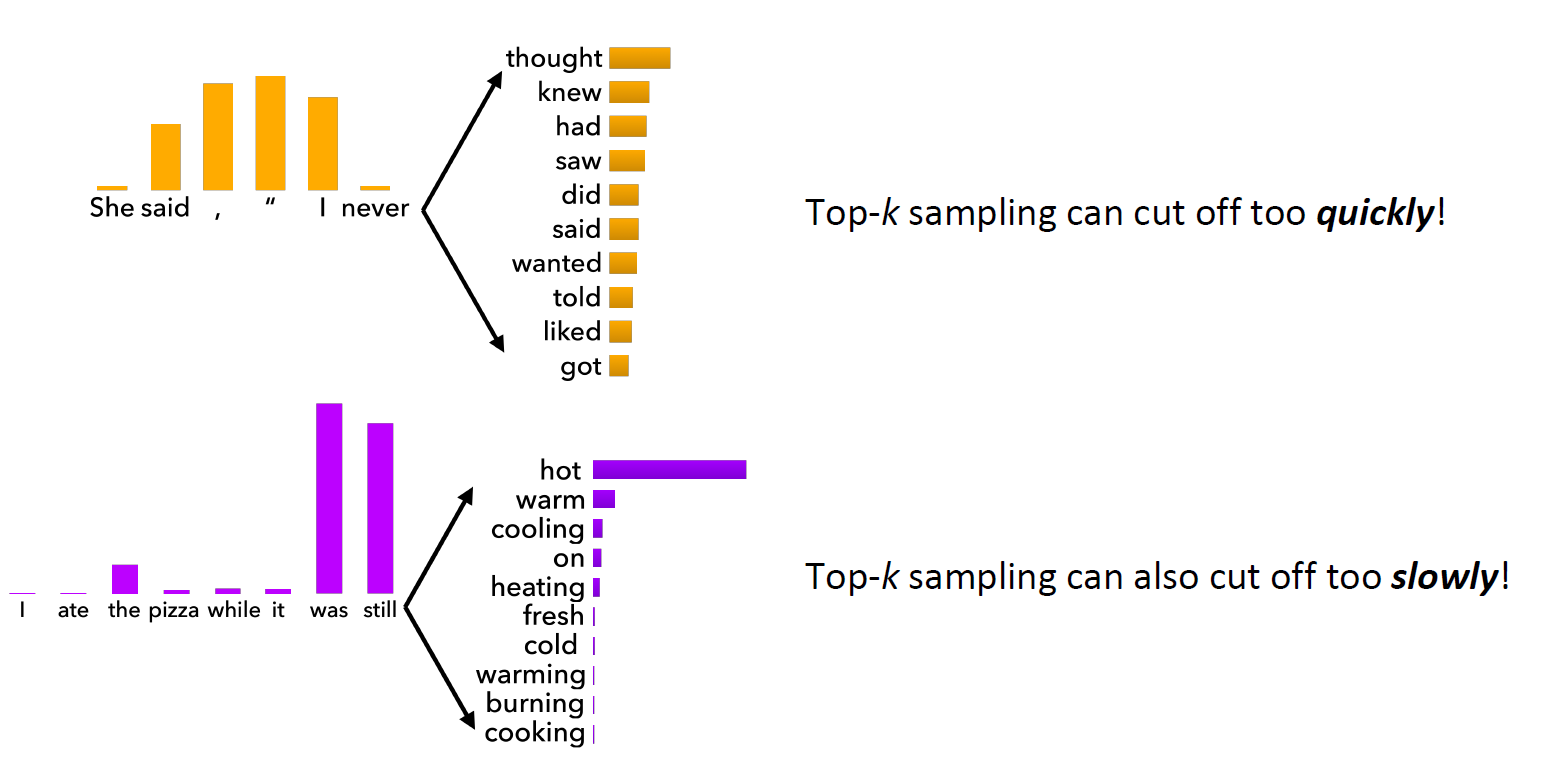 thought
knew
had
saw
did
said
wanted
told
liked
got
She said , “ I never
Top-k sampling can cut off too quickly!
hot
warm
cooling
on
heating
fresh
cold
warming
burning
cooking
I ate the pizza while it was still
Top-k sampling can also cut off too slowly!